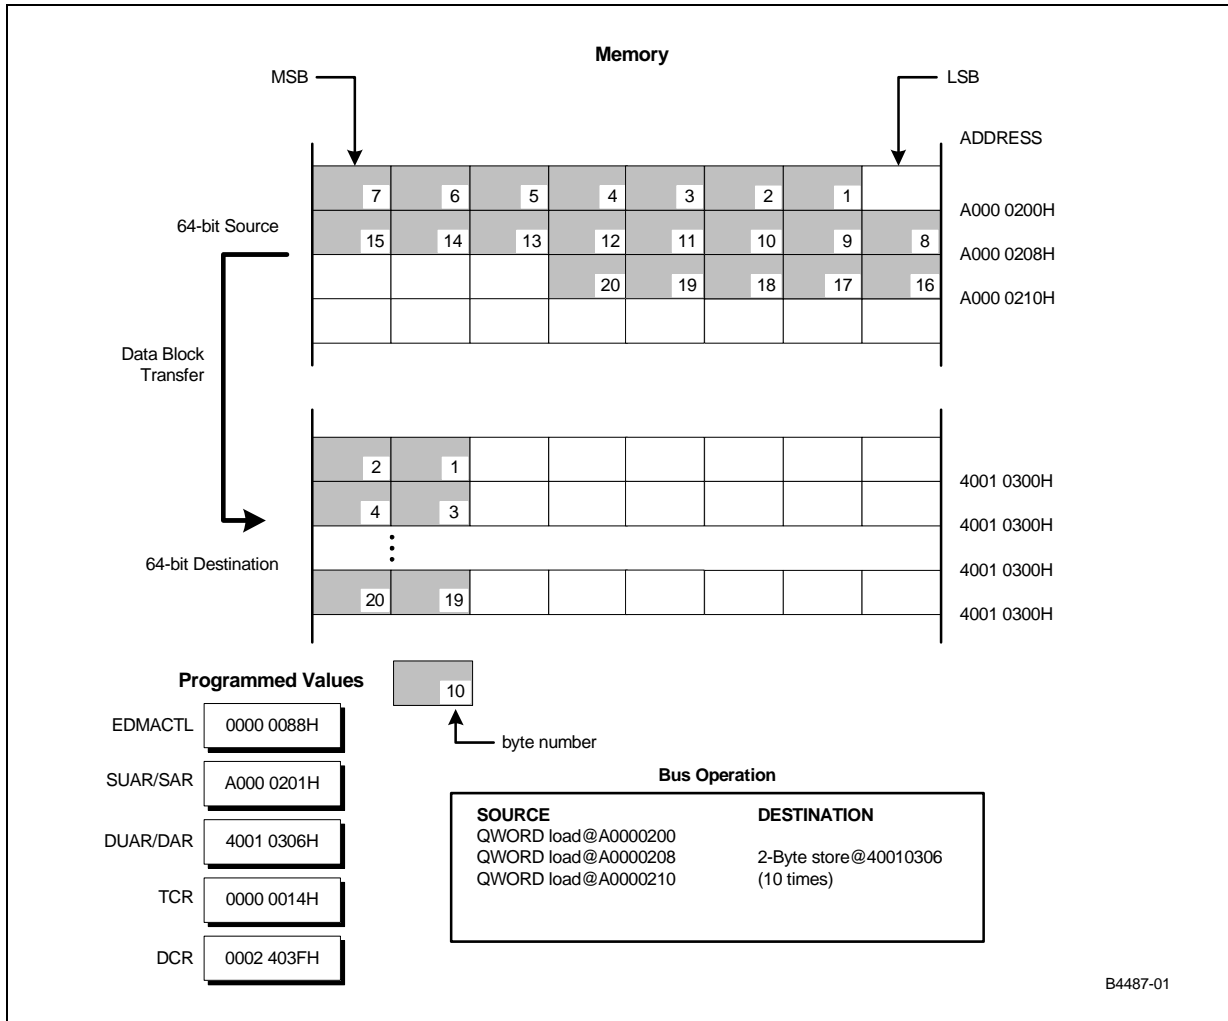 Memory
MSB
LSB
ADDRESS
7 6 5 4 3 2 1
A000 0200H
64-bit Source
15 14 13 12 11 10 9 8
A000 0208H
20 19 18 17 16
A000 0210H
Data Block
Transfer
2 1
4001 0300H
4 3
4001 0300H
64-bit Destination
4001 0300H
20 19
4001 0300H
Programmed Values
10
byte number
EDMACTL 0000 0088H
SUAR/SAR A000 0201H
DUAR/DAR 4001 0306H
TCR 0000 0014H
DCR 0002 403FH
Bus Operation
SOURCE DESTINATION
QWORD load@A0000200
QWORD load@A0000208 2-Byte store@40010306
QWORD load@A0000210 (10 times)
B4487-01